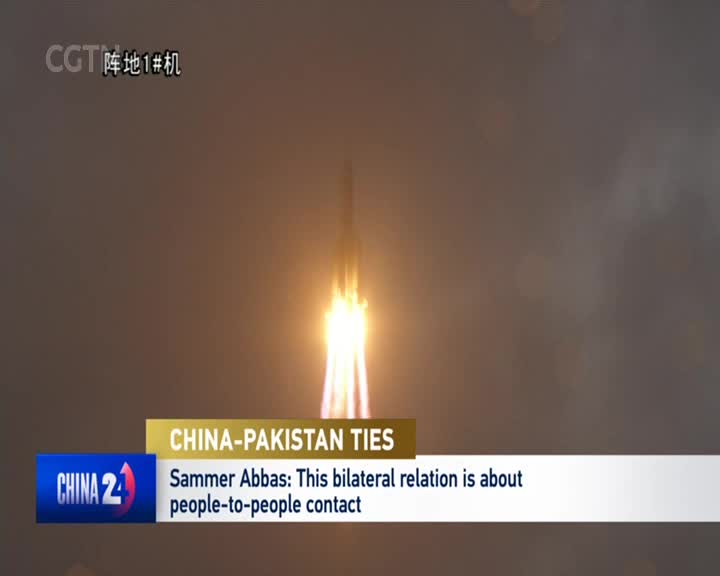 CGTN
阵地1#机
CHINA-PAKISTAN TIES
CHINA 24
Sammer Abbas: This bilateral relation is about
people-to-people contact